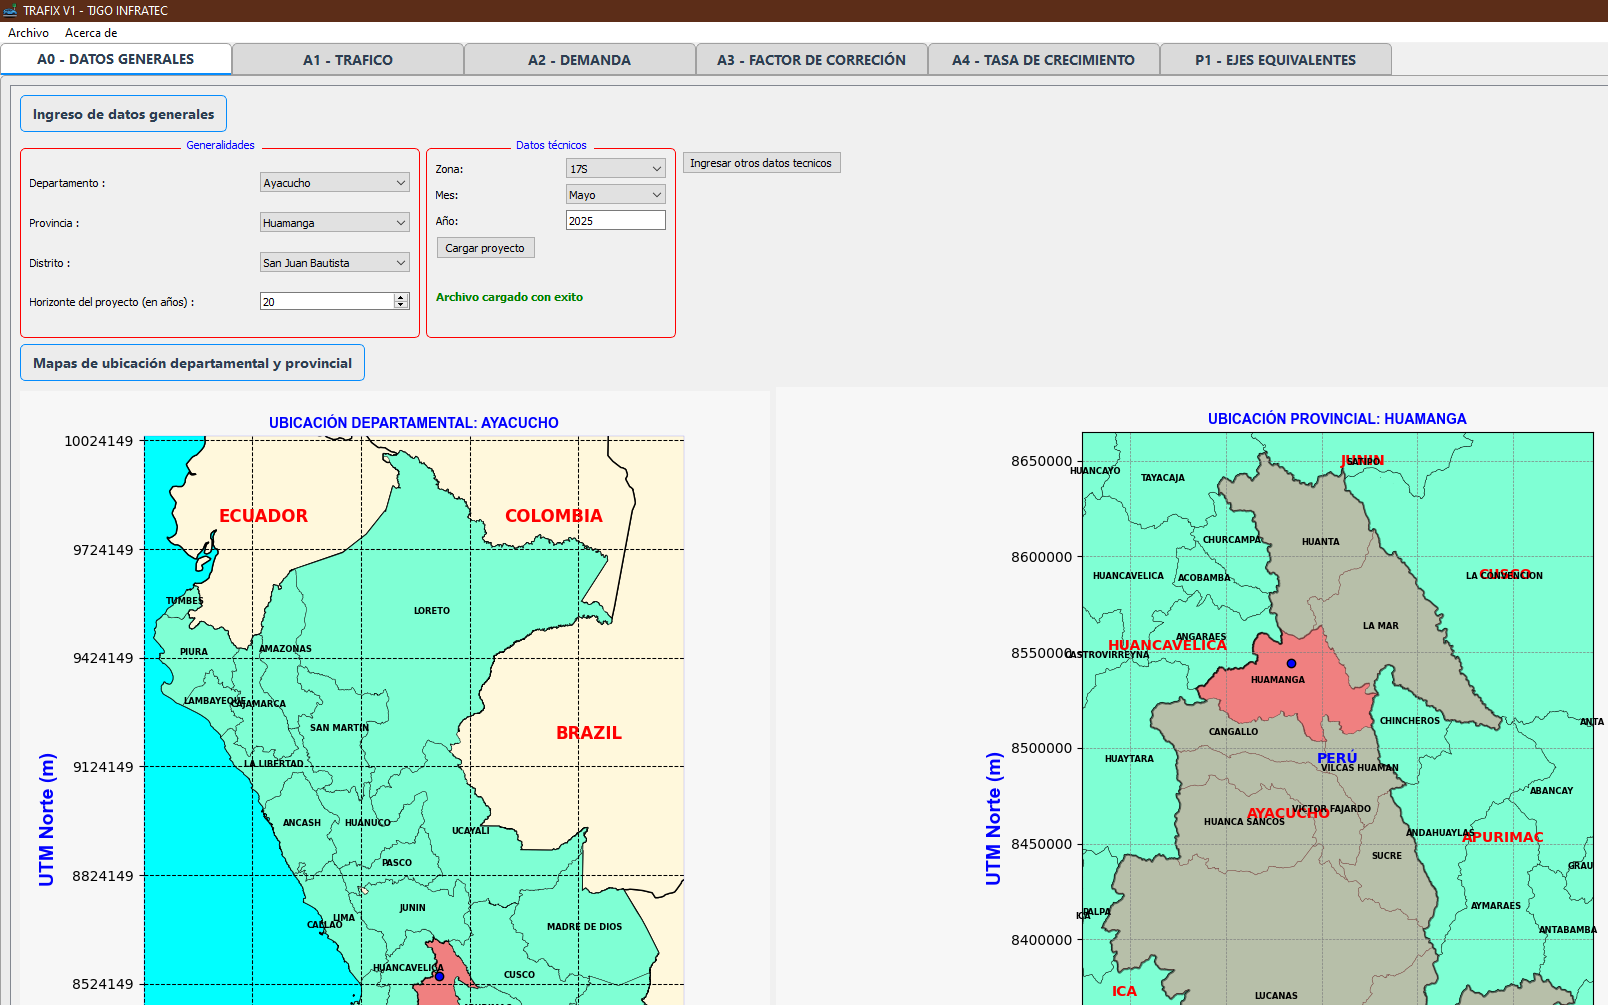 TRAFIX V1 - TJGO INFRATEC
Archivo Acerca de
A0 - DATOS GENERALES A1 - TRAFICO A2 - DEMANDA A3 - FACTOR DE CORRECIÓN A4 - TASA DE CRECIMIENTO P1 - EJES EQUIVALENTES
Ingreso de datos generales
Generalidades
Departamento : Ayacucho
Provincia : Huamanga
Distrito : San Juan Bautista
Horizonte del proyecto (en años) : 20
Datos técnicos
Zona: 17S
Mes: Mayo
Año: 2025
Cargar proyecto
Archivo cargado con exito
Ingresar otros datos tecnicos
Mapas de ubicación departamental y provincial
UBICACIÓN DEPARTAMENTAL: AYACUCHO
10024149
9724149
9424149
9124149
8824149
8524149
UTM Norte (m)
ECUADOR
COLOMBIA
TUMBES
LORETO
PIURA
AMAZONAS
LAMBAYEQUE
CAJAMARCA
SAN MARTIN
BRAZIL
LA LIBERTAD
ANCASH
HUANUCO
UCAYALI
PASCO
JUNIN
LIMA
CALLAO
MADRE DE DIOS
HUANCAVELICA
CUSCO
UBICACIÓN PROVINCIAL: HUAMANGA
8650000
8600000
8550000
8500000
8450000
8400000
UTM Norte (m)
JUNIN
SATIPO
HUANCAYO
TAYACAJA
CHURCAMPA
HUANTA
HUANCAVELICA
ACOBAMBA
CUSCO
LA CONVENCION
LA MAR
ANGARAES
HUANCAVELICA
CASTROVIRREYNA
HUAMANGA
CHINCHEROS
ANTA
CANGALLO
HUAYTARA
PERÚ
VILCAS HUAMAN
ABANCAY
AYACUCHO
VICTOR FAJARDO
HUANCA SANCOS
ANDAHUAYLAS
APURIMAC
SUCRE
GRAU
ICA
PALPA
AYMARAES
ANTABAMBA
ICA
LUCANAS